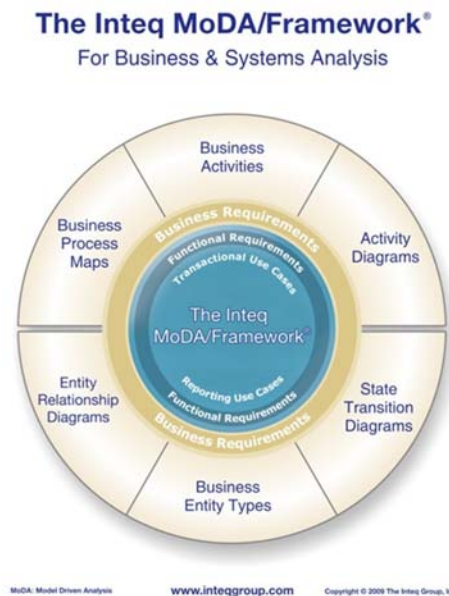 The Inteq MoDA/Framework®
For Business & Systems Analysis
Business
Activities
Business
Process
Maps
Activity
Diagrams
Business Requirements
Functional Requirements
Transactional Use Cases
The Inteq
MoDA/Framework®
Reporting Use Cases
Functional Requirements
Business Requirements
Entity
Relationship
Diagrams
State
Transition
Diagrams
Business
Entity Types
MoDA: Model Driven Analysis
www.inteqgroup.com
Copyright © 2009 The Inteq Group, I